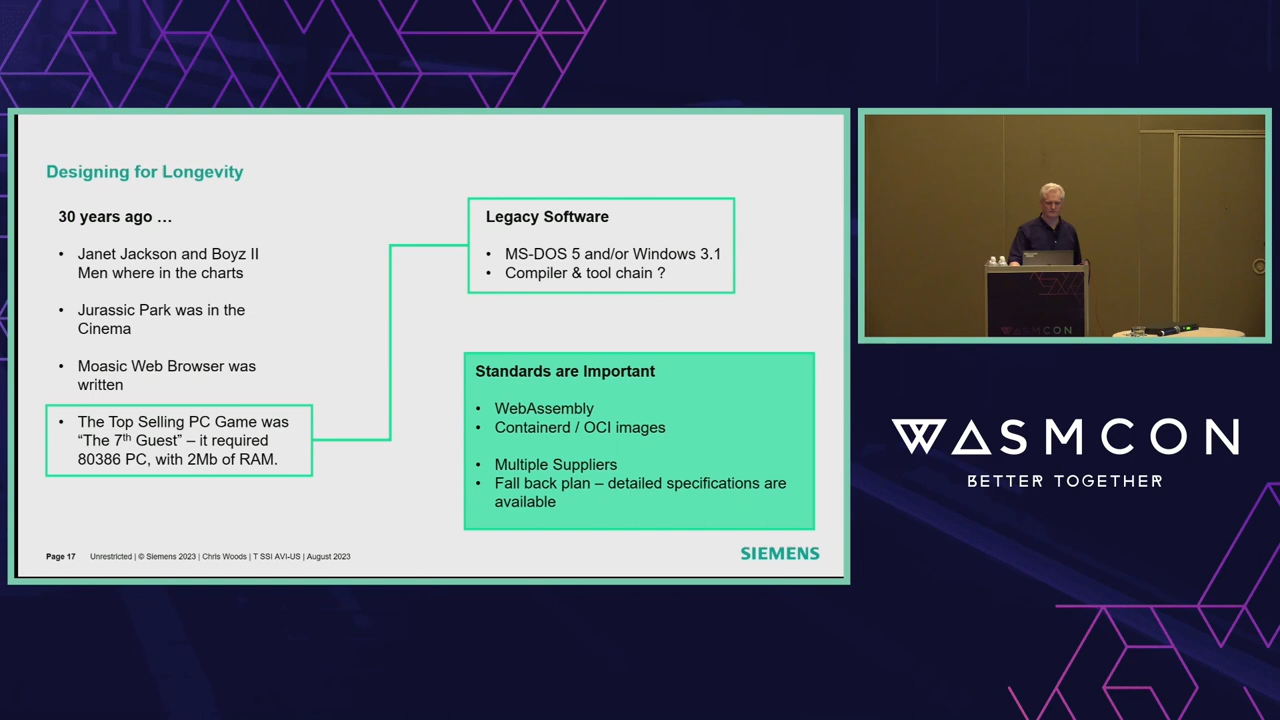 Designing for Longevity
30 years ago …
• Janet Jackson and Boyz II
Men where in the charts
• Jurassic Park was in the
Cinema
• Moasic Web Browser was
written
• The Top Selling PC Game was
“The 7th Guest” – it required
80386 PC, with 2Mb of RAM.
Legacy Software
• MS-DOS 5 and/or Windows 3.1
• Compiler & tool chain ?
Standards are Important
• WebAssembly
• Containerd / OCI images
• Multiple Suppliers
• Fall back plan – detailed specifications are
available
Page 17 Unrestricted | © Siemens 2023 | Chris Woods | T SSI AVI-US | August 2023
SIEMENS
WASMCON
WASMCON
BETTER TOGETHER